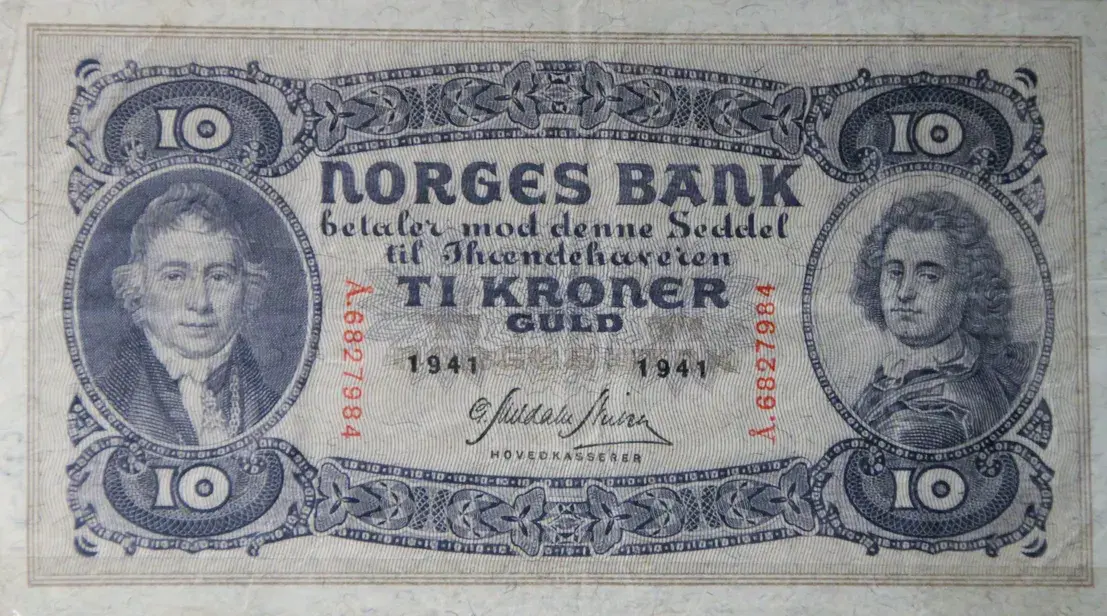 10 10
NORGES BANK
betaler mod denne Seddel
til Ihændehaveren
TI KRONER
GULD
Å.6827984 Å.6827984
1941 1941
HOVEDKASSERER
10 10